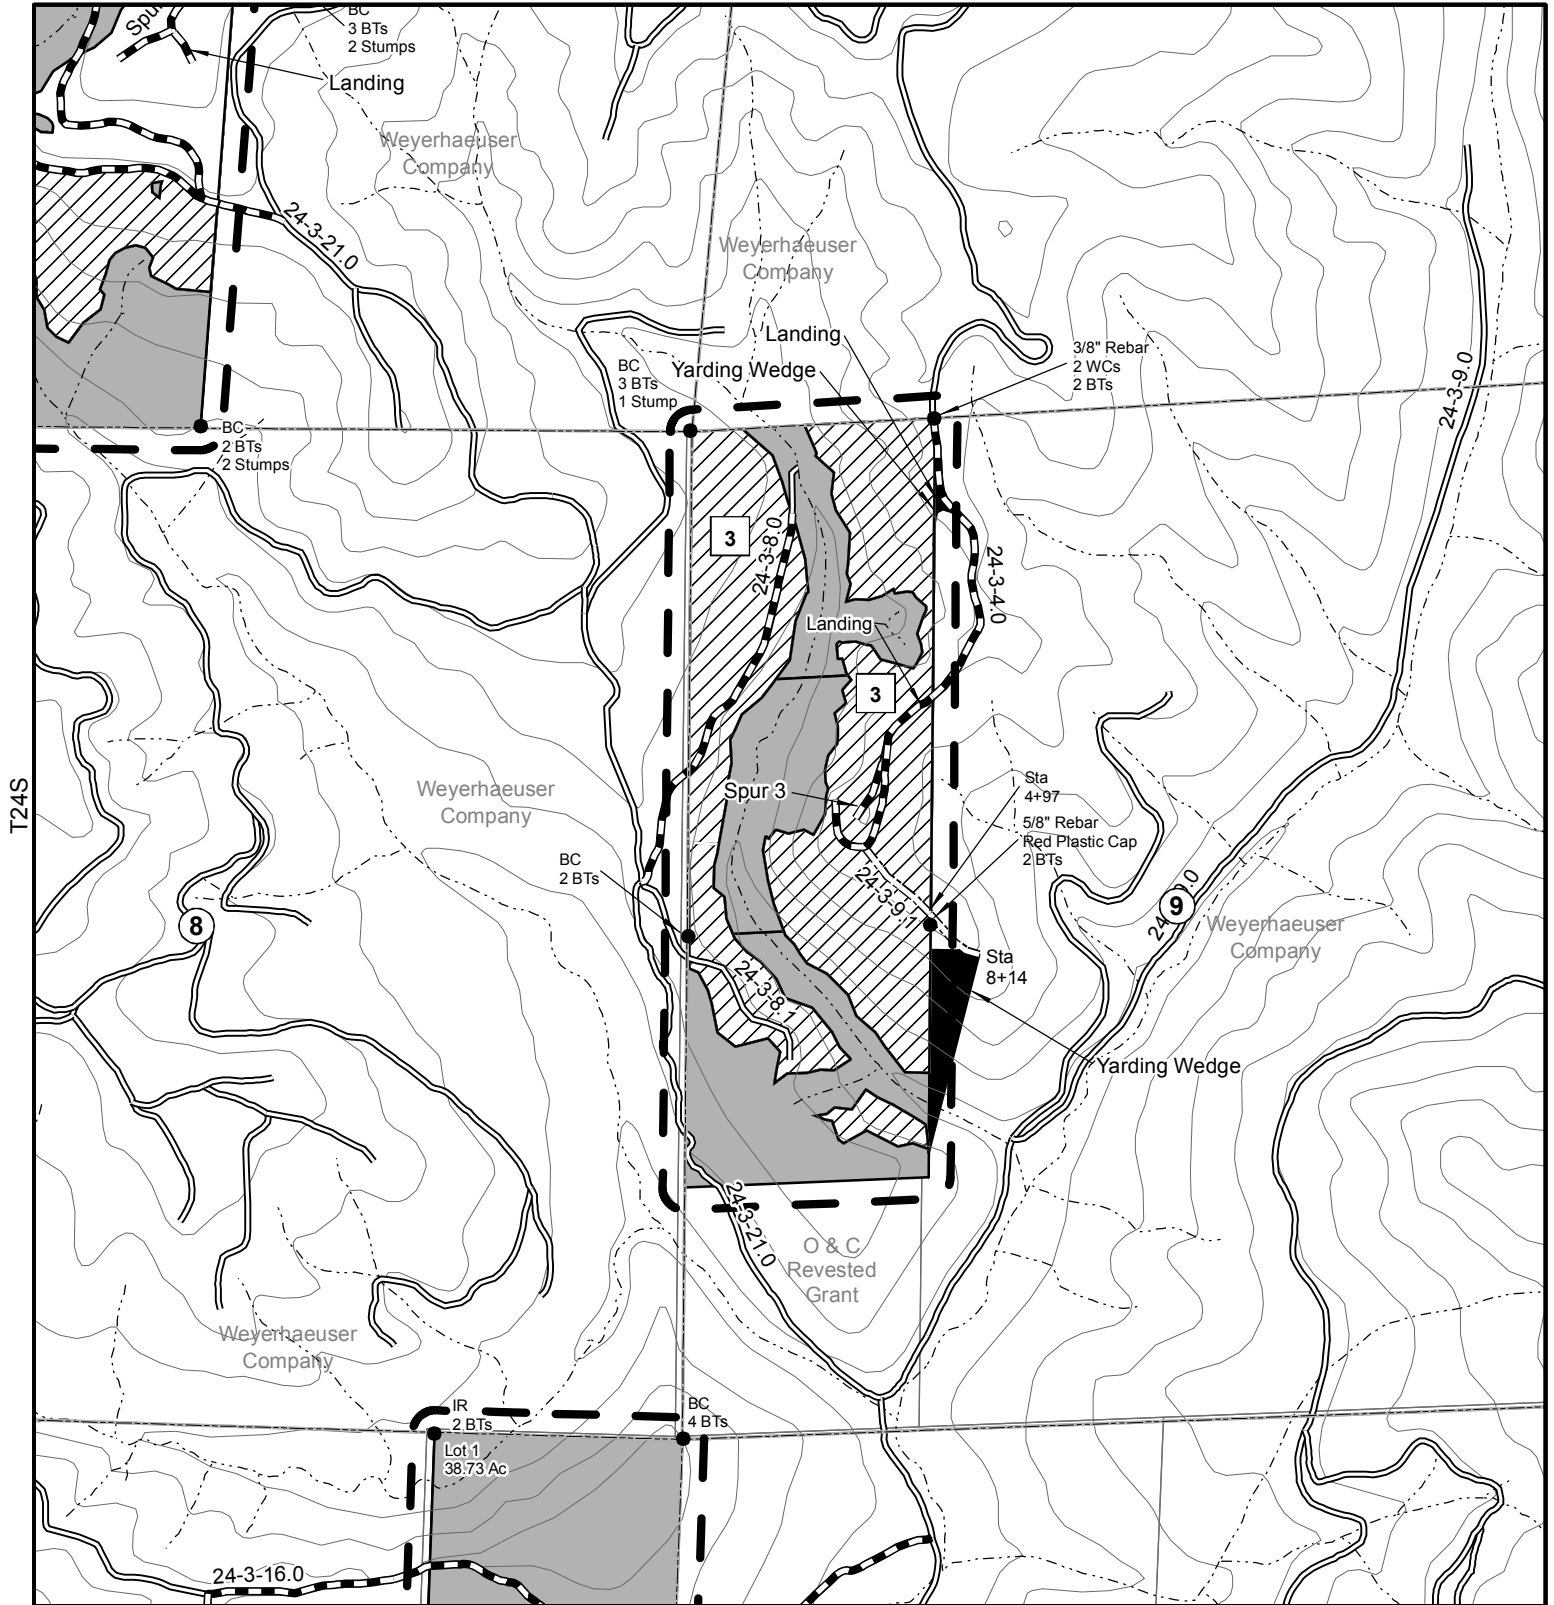 Spur
BC
3 BTs
2 Stumps
Landing
Weyerhaeuser
Company
24-3-21.0
Weyerhaeuser
Company
Landing
Yarding Wedge
BC
3 BTs
1 Stump
3/8" Rebar
2 WCs
2 BTs
24-3-9.0
BC
2 BTs
2 Stumps
3
24-3-8.0
24-3-4.0
Landing
3
T24S
Weyerhaeuser
Company
Spur 3
Sta
4+97
5/8" Rebar
Red Plastic Cap
2 BTs
BC
2 BTs
24-3-9.1
8
9
Weyerhaeuser
Company
24-3-8.1
Sta
8+14
Yarding Wedge
24-3-21.0
O & C
Revested
Grant
Weyerhaeuser
Company
IR
2 BTs
BC
4 BTs
Lot 1
38.73 Ac
24-3-16.0